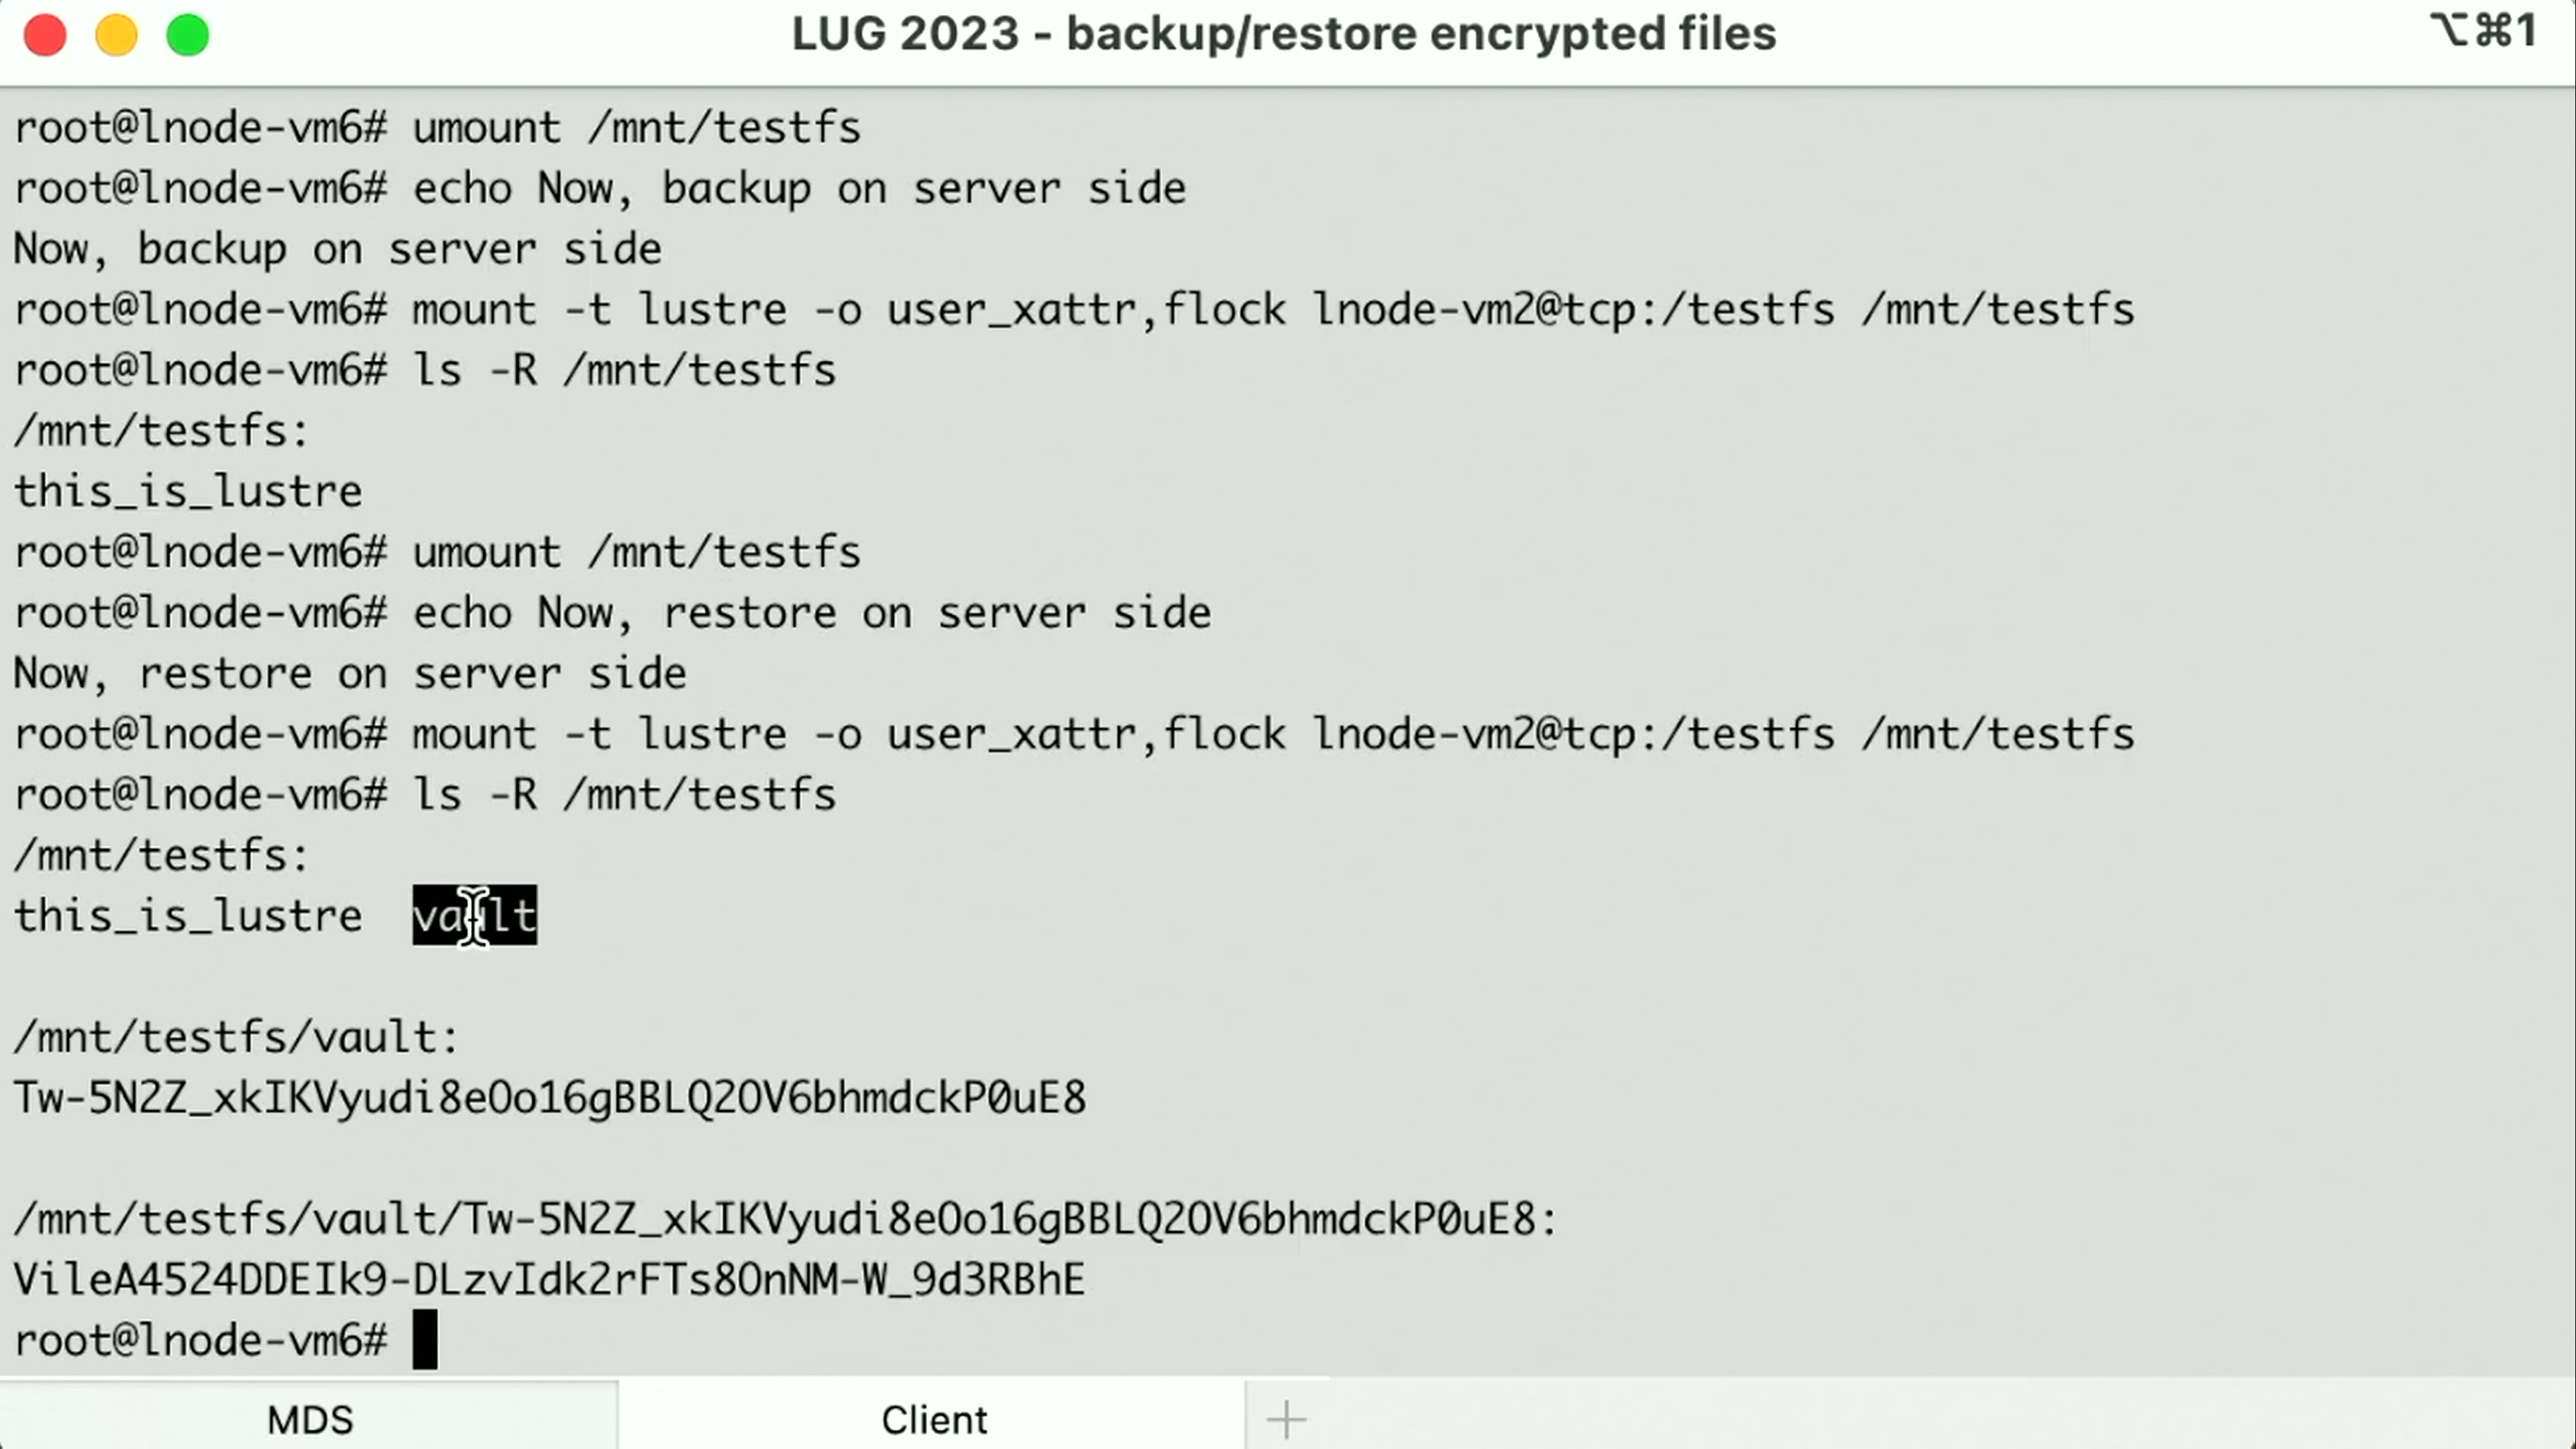 LUG 2023 - backup/restore encrypted files
⌥⌘1
root@lnode-vm6# umount /mnt/testfs
root@lnode-vm6# echo Now, backup on server side
Now, backup on server side
root@lnode-vm6# mount -t lustre -o user_xattr,flock lnode-vm2@tcp:/testfs /mnt/testfs
root@lnode-vm6# ls -R /mnt/testfs
/mnt/testfs:
this_is_lustre
root@lnode-vm6# umount /mnt/testfs
root@lnode-vm6# echo Now, restore on server side
Now, restore on server side
root@lnode-vm6# mount -t lustre -o user_xattr,flock lnode-vm2@tcp:/testfs /mnt/testfs
root@lnode-vm6# ls -R /mnt/testfs
/mnt/testfs:
this_is_lustre  vault
/mnt/testfs/vault:
Tw-5N2Z_xkIKVyudi8eOo16gBBLQ2OV6bhmdckP0uE8
/mnt/testfs/vault/Tw-5N2Z_xkIKVyudi8eOo16gBBLQ2OV6bhmdckP0uE8:
VileA4524DDEIk9-DLzvIdk2rFTs8OnNM-W_9d3RBhE
root@lnode-vm6#
MDS
Client
+